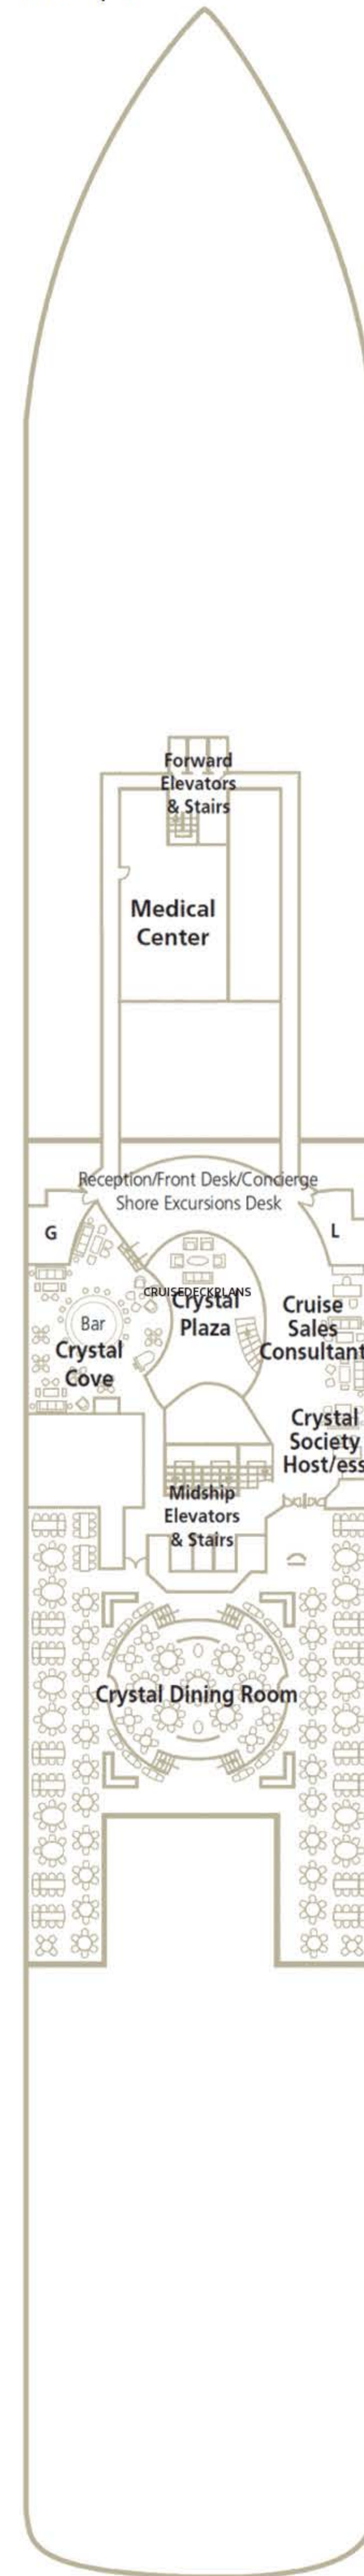 Forward
Elevators
& Stairs
Medical
Center
Reception/Front Desk/Concierge
Shore Excursions Desk
G
L
CRUISEDECKPLANS
Crystal
Plaza
Bar
Crystal
Cove
Cruise
Sales
Consultant
Crystal
Society
Host/ess
Midship
Elevators
& Stairs
Crystal Dining Room